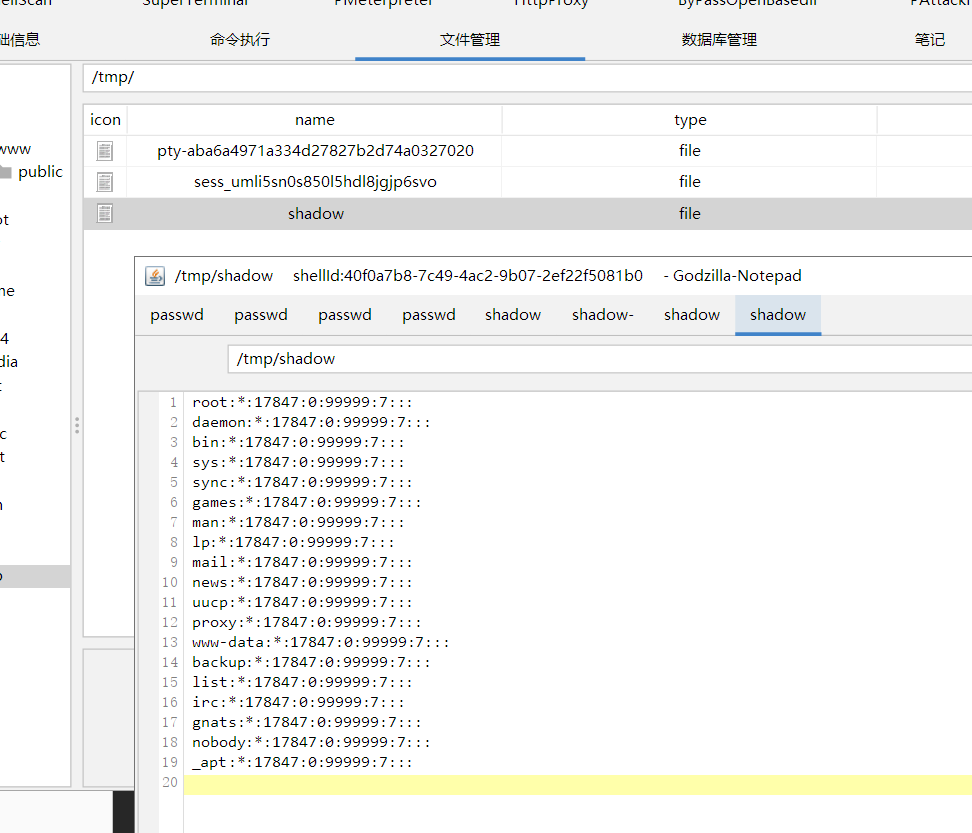 SuperTerminal PMeterpreter HttpProxy ByPassOpenBasedir
础信息 命令执行 文件管理 数据库管理 笔记
/tmp/
icon name type
www
public
pty-aba6a4971a334d27827b2d74a0327020 file
sess_umli5sn0s850l5hdl8jgjp6svo file
shadow file
/tmp/shadow shellId:40f0a7b8-7c49-4ac2-9b07-2ef22f5081b0 - Godzilla-Notepad
passwd passwd passwd passwd shadow shadow- shadow shadow
/tmp/shadow
1 root:*:17847:0:99999:7:::
2 daemon:*:17847:0:99999:7:::
3 bin:*:17847:0:99999:7:::
4 sys:*:17847:0:99999:7:::
5 sync:*:17847:0:99999:7:::
6 games:*:17847:0:99999:7:::
7 man:*:17847:0:99999:7:::
8 lp:*:17847:0:99999:7:::
9 mail:*:17847:0:99999:7:::
10 news:*:17847:0:99999:7:::
11 uucp:*:17847:0:99999:7:::
12 proxy:*:17847:0:99999:7:::
13 www-data:*:17847:0:99999:7:::
14 backup:*:17847:0:99999:7:::
15 list:*:17847:0:99999:7:::
16 irc:*:17847:0:99999:7:::
17 gnats:*:17847:0:99999:7:::
18 nobody:*:17847:0:99999:7:::
19 _apt:*:17847:0:99999:7:::
20